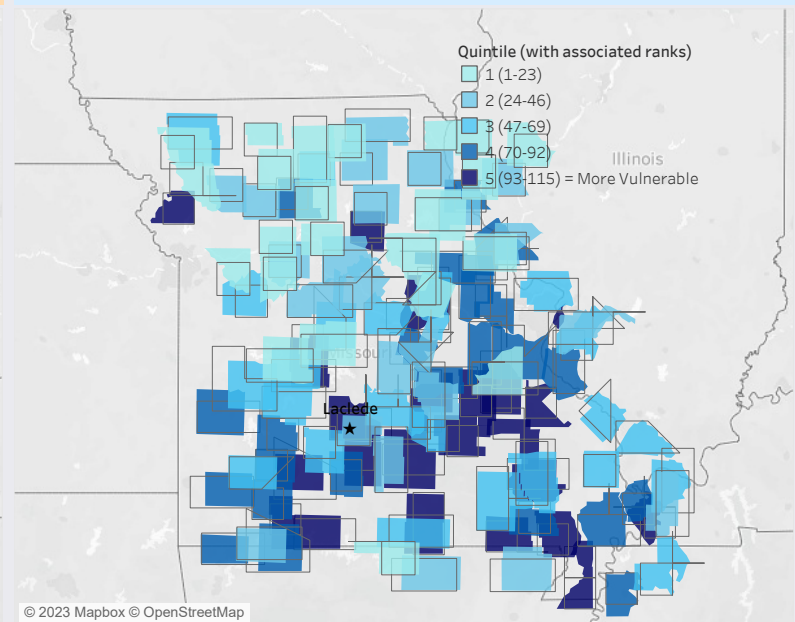 Quintile (with associated ranks)
1 (1-23)
2 (24-46)
3 (47-69)
4 (70-92)
5 (93-115) = More Vulnerable
Illinois
Missouri
Laclede
© 2023 Mapbox © OpenStreetMap